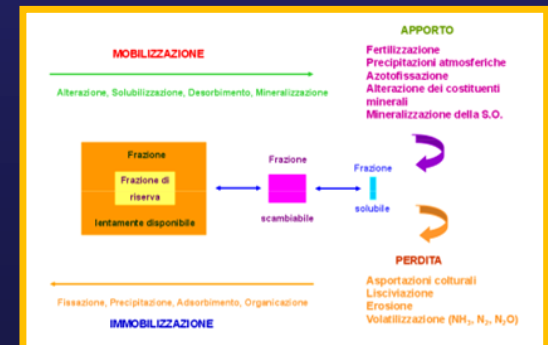 APPORTO
MOBILIZZAZIONE
Fertilizzazione
Precipitazioni atmosferiche
Azotofissazione
Alterazione dei costituenti
minerali
Mineralizzazione della S.O.
Alterazione, Solubilizzazione, Desorbimento, Mineralizzazione
Frazione
Frazione di
riserva
lentamente disponibile
Frazione
scambiabile
Frazione
solubile
PERDITA
Asportazioni colturali
Lisciviazione
Erosione
Volatilizzazione (NH₃, N₂, N₂O)
Fissazione, Precipitazione, Adsorbimento, Organicazione
IMMOBILIZZAZIONE